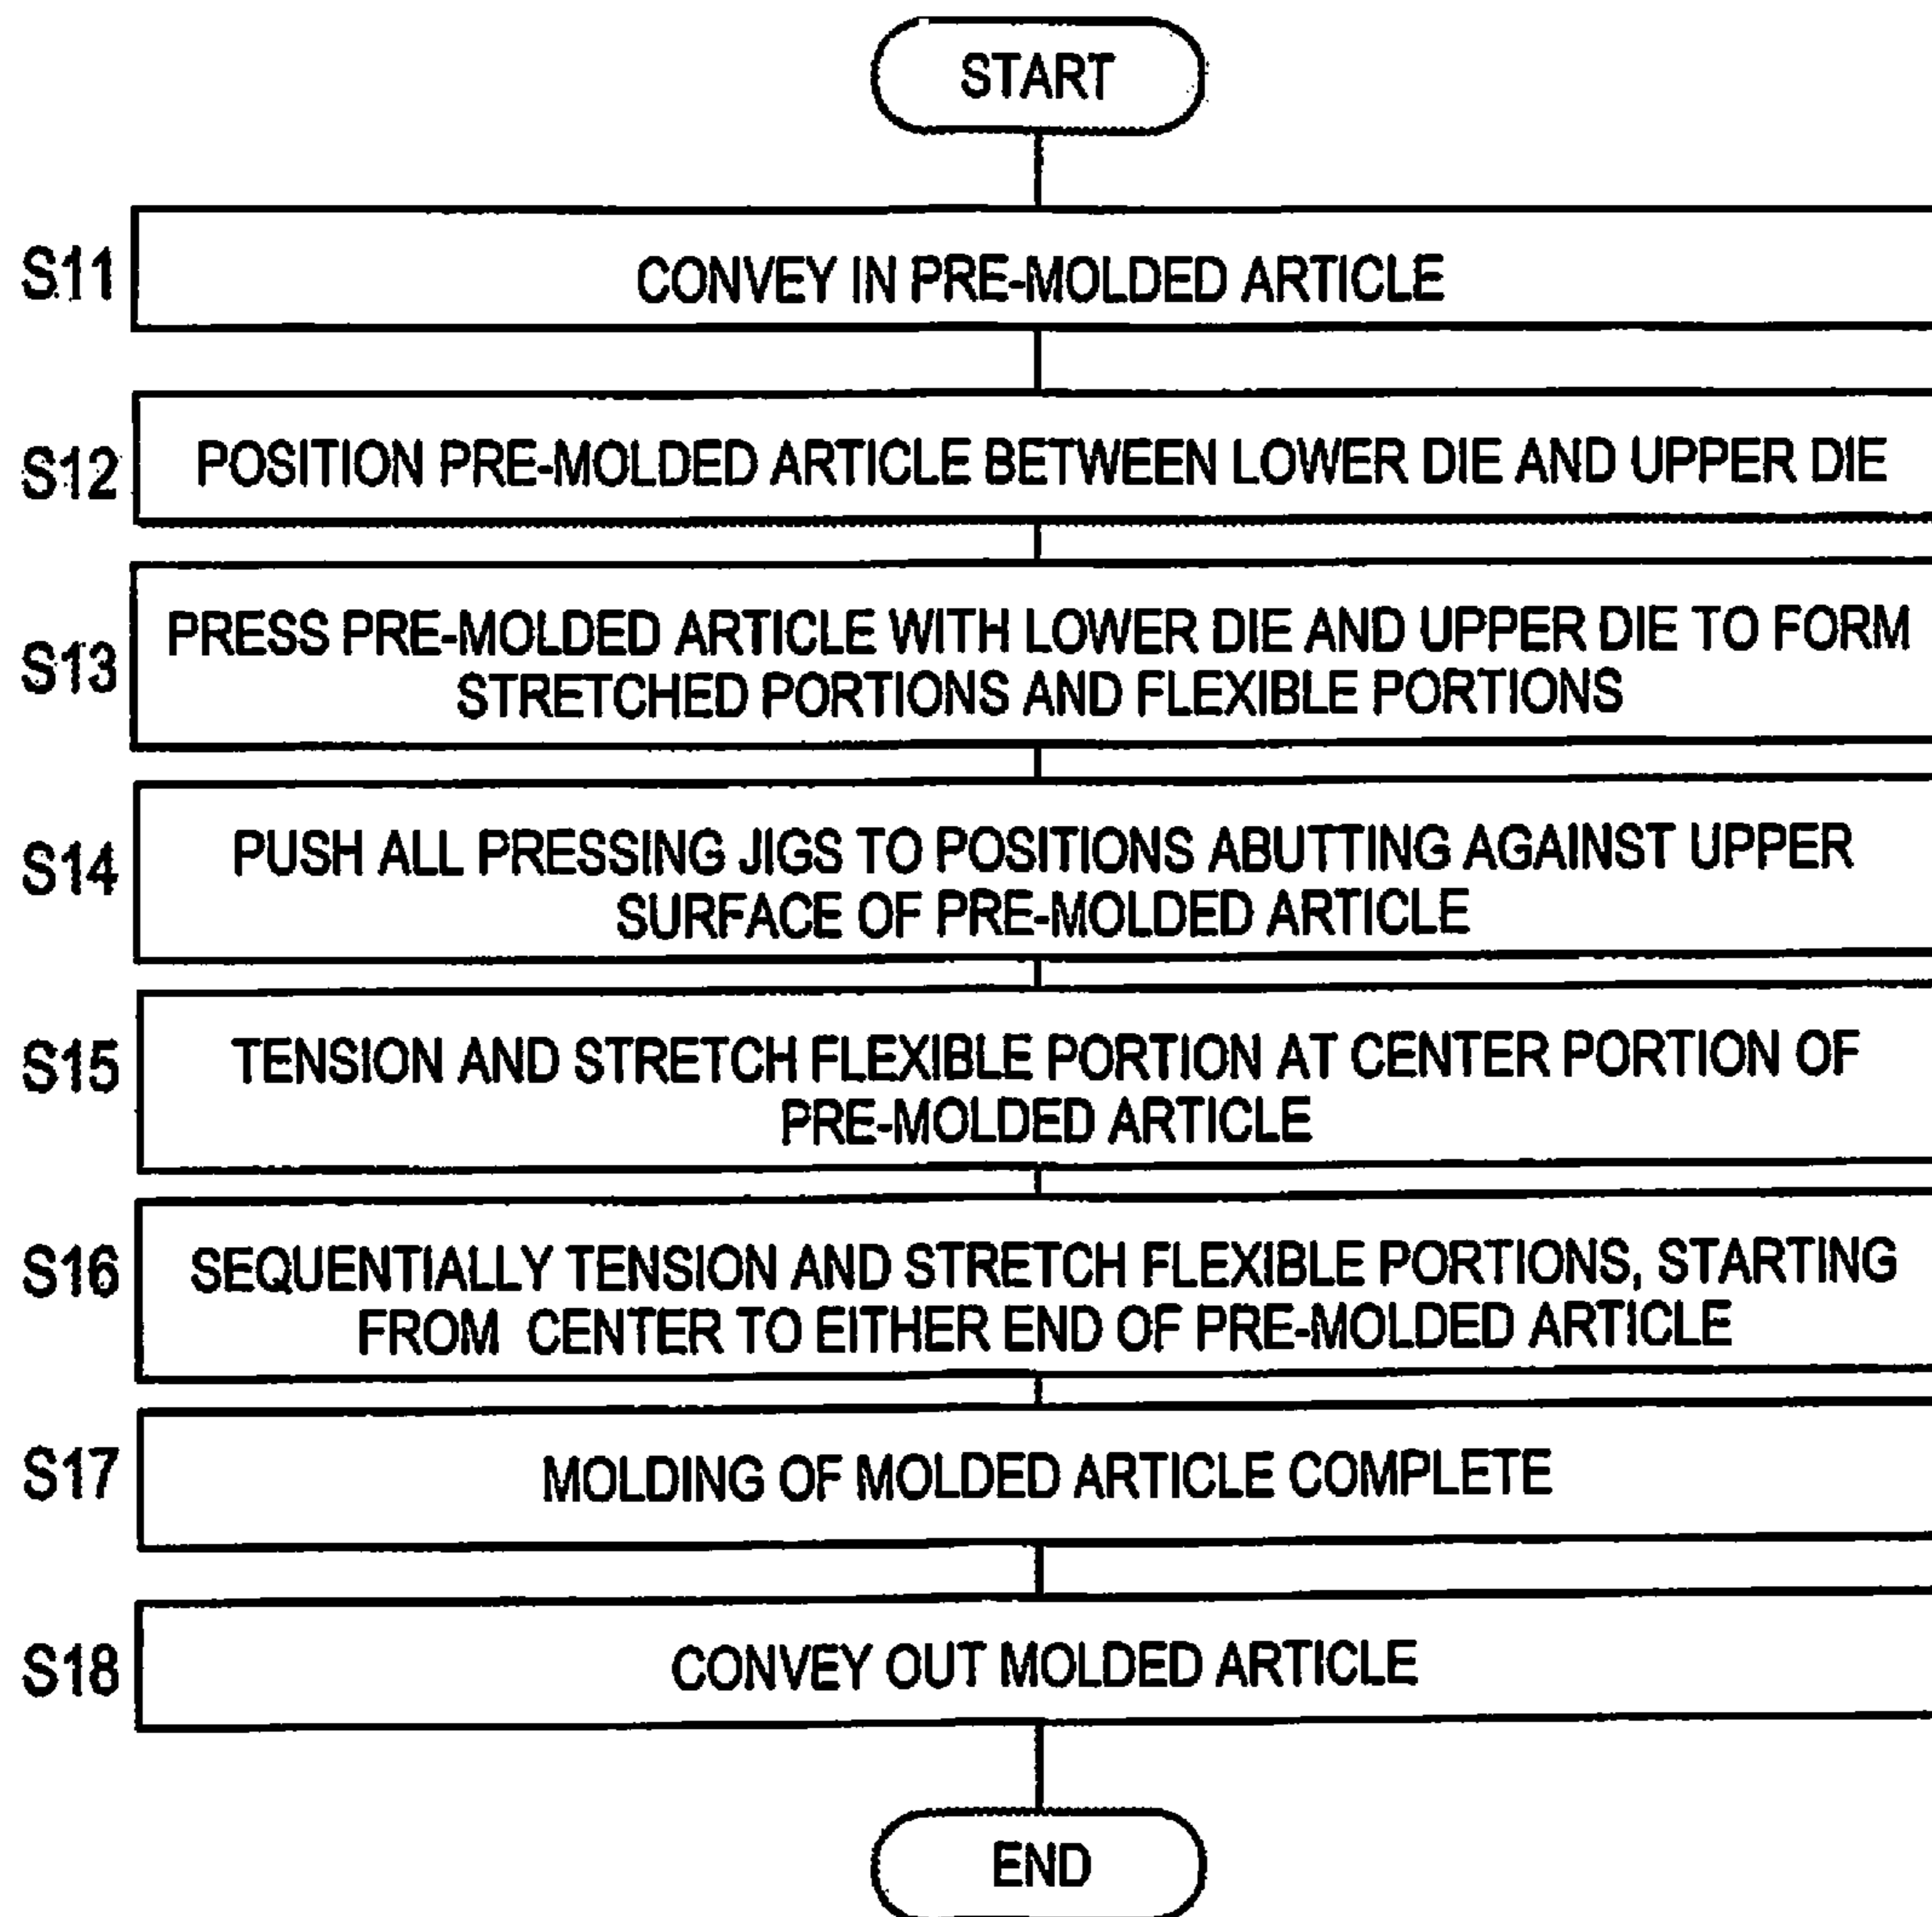 START
S11
CONVEY IN PRE-MOLDED ARTICLE
S12
POSITION PRE-MOLDED ARTICLE BETWEEN LOWER DIE AND UPPER DIE
S13
PRESS PRE-MOLDED ARTICLE WITH LOWER DIE AND UPPER DIE TO FORM
STRETCHED PORTIONS AND FLEXIBLE PORTIONS
S14
PUSH ALL PRESSING JIGS TO POSITIONS ABUTTING AGAINST UPPER
SURFACE OF PRE-MOLDED ARTICLE
S15
TENSION AND STRETCH FLEXIBLE PORTION AT CENTER PORTION OF
PRE-MOLDED ARTICLE
S16
SEQUENTIALLY TENSION AND STRETCH FLEXIBLE PORTIONS, STARTING
FROM CENTER TO EITHER END OF PRE-MOLDED ARTICLE
S17
MOLDING OF MOLDED ARTICLE COMPLETE
S18
CONVEY OUT MOLDED ARTICLE
END